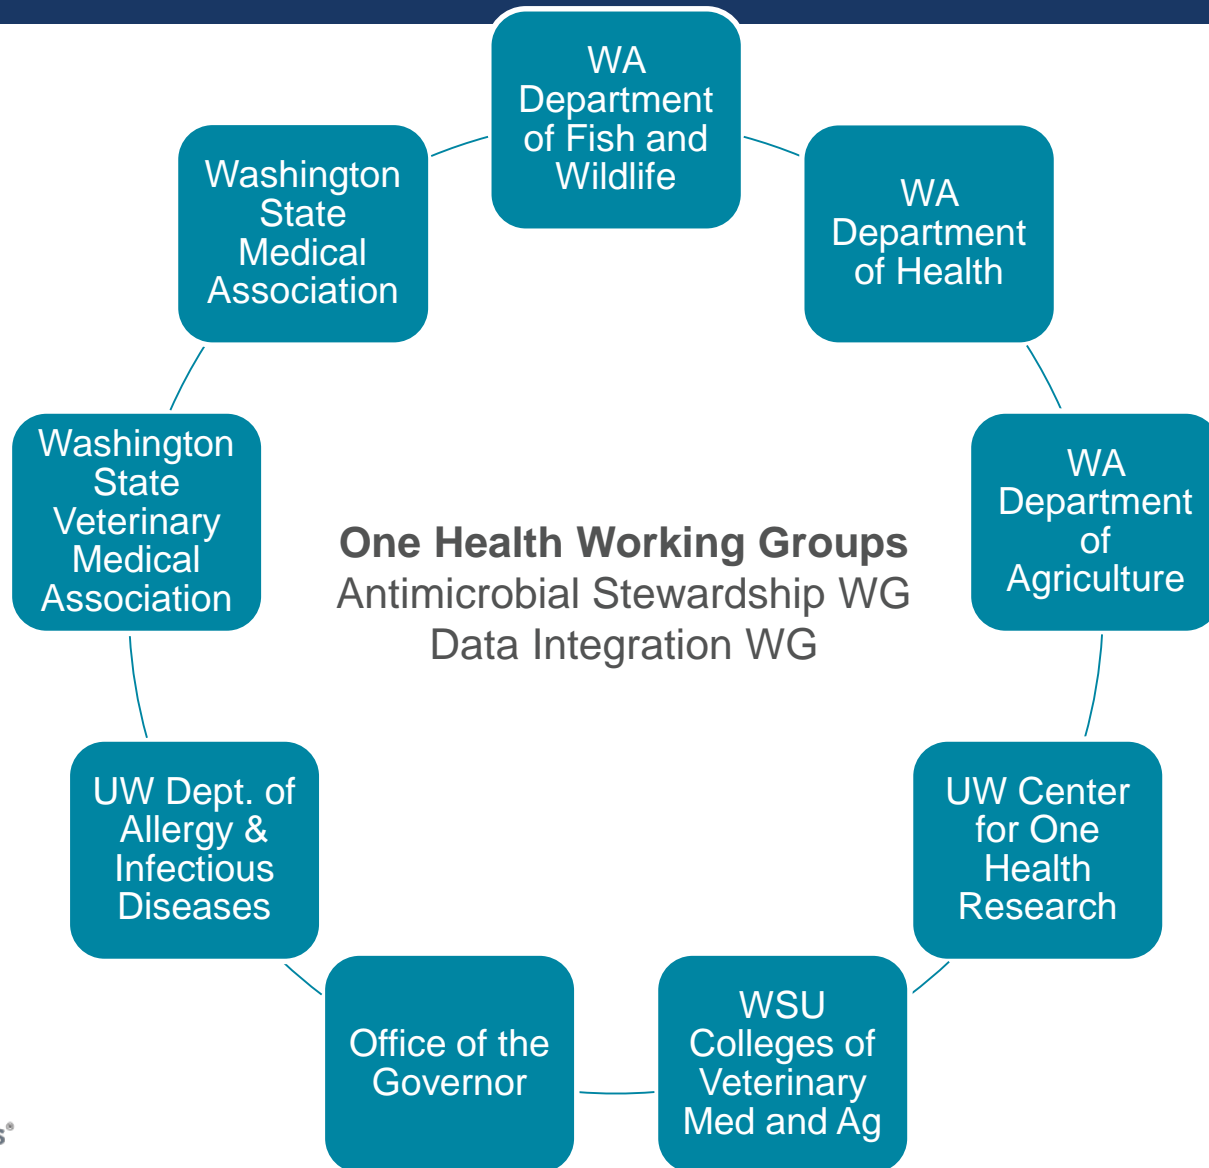 WA
Department
of Fish and
Wildlife
WA
Department
of Health
WA
Department
of
Agriculture
UW Center
for One
Health
Research
WSU
Colleges of
Veterinary
Med and Ag
Office of the
Governor
UW Dept. of
Allergy &
Infectious
Diseases
Washington
State
Veterinary
Medical
Association
Washington
State
Medical
Association
One Health Working Groups
Antimicrobial Stewardship WG
Data Integration WG